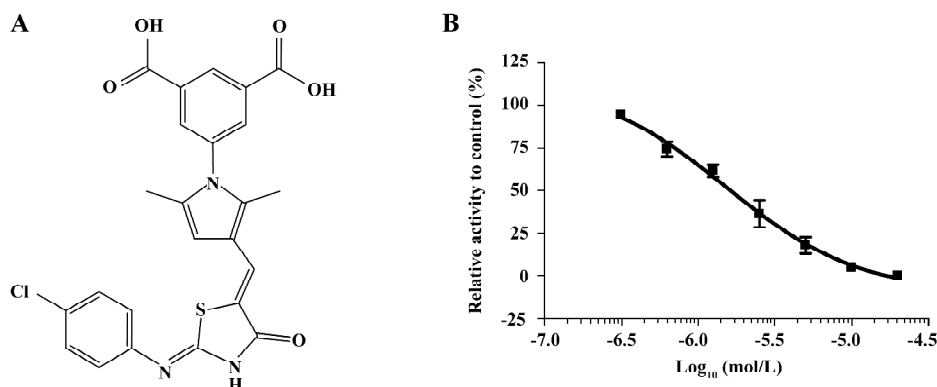 A
OH
O
O
OH
N
Cl
S
O
N
N
H
B
Relative activity to control (%)
125
100
75
50
25
0
-25
-7.0 -6.5 -6.0 -5.5 -5.0 -4.5
Log₁₀ (mol/L)